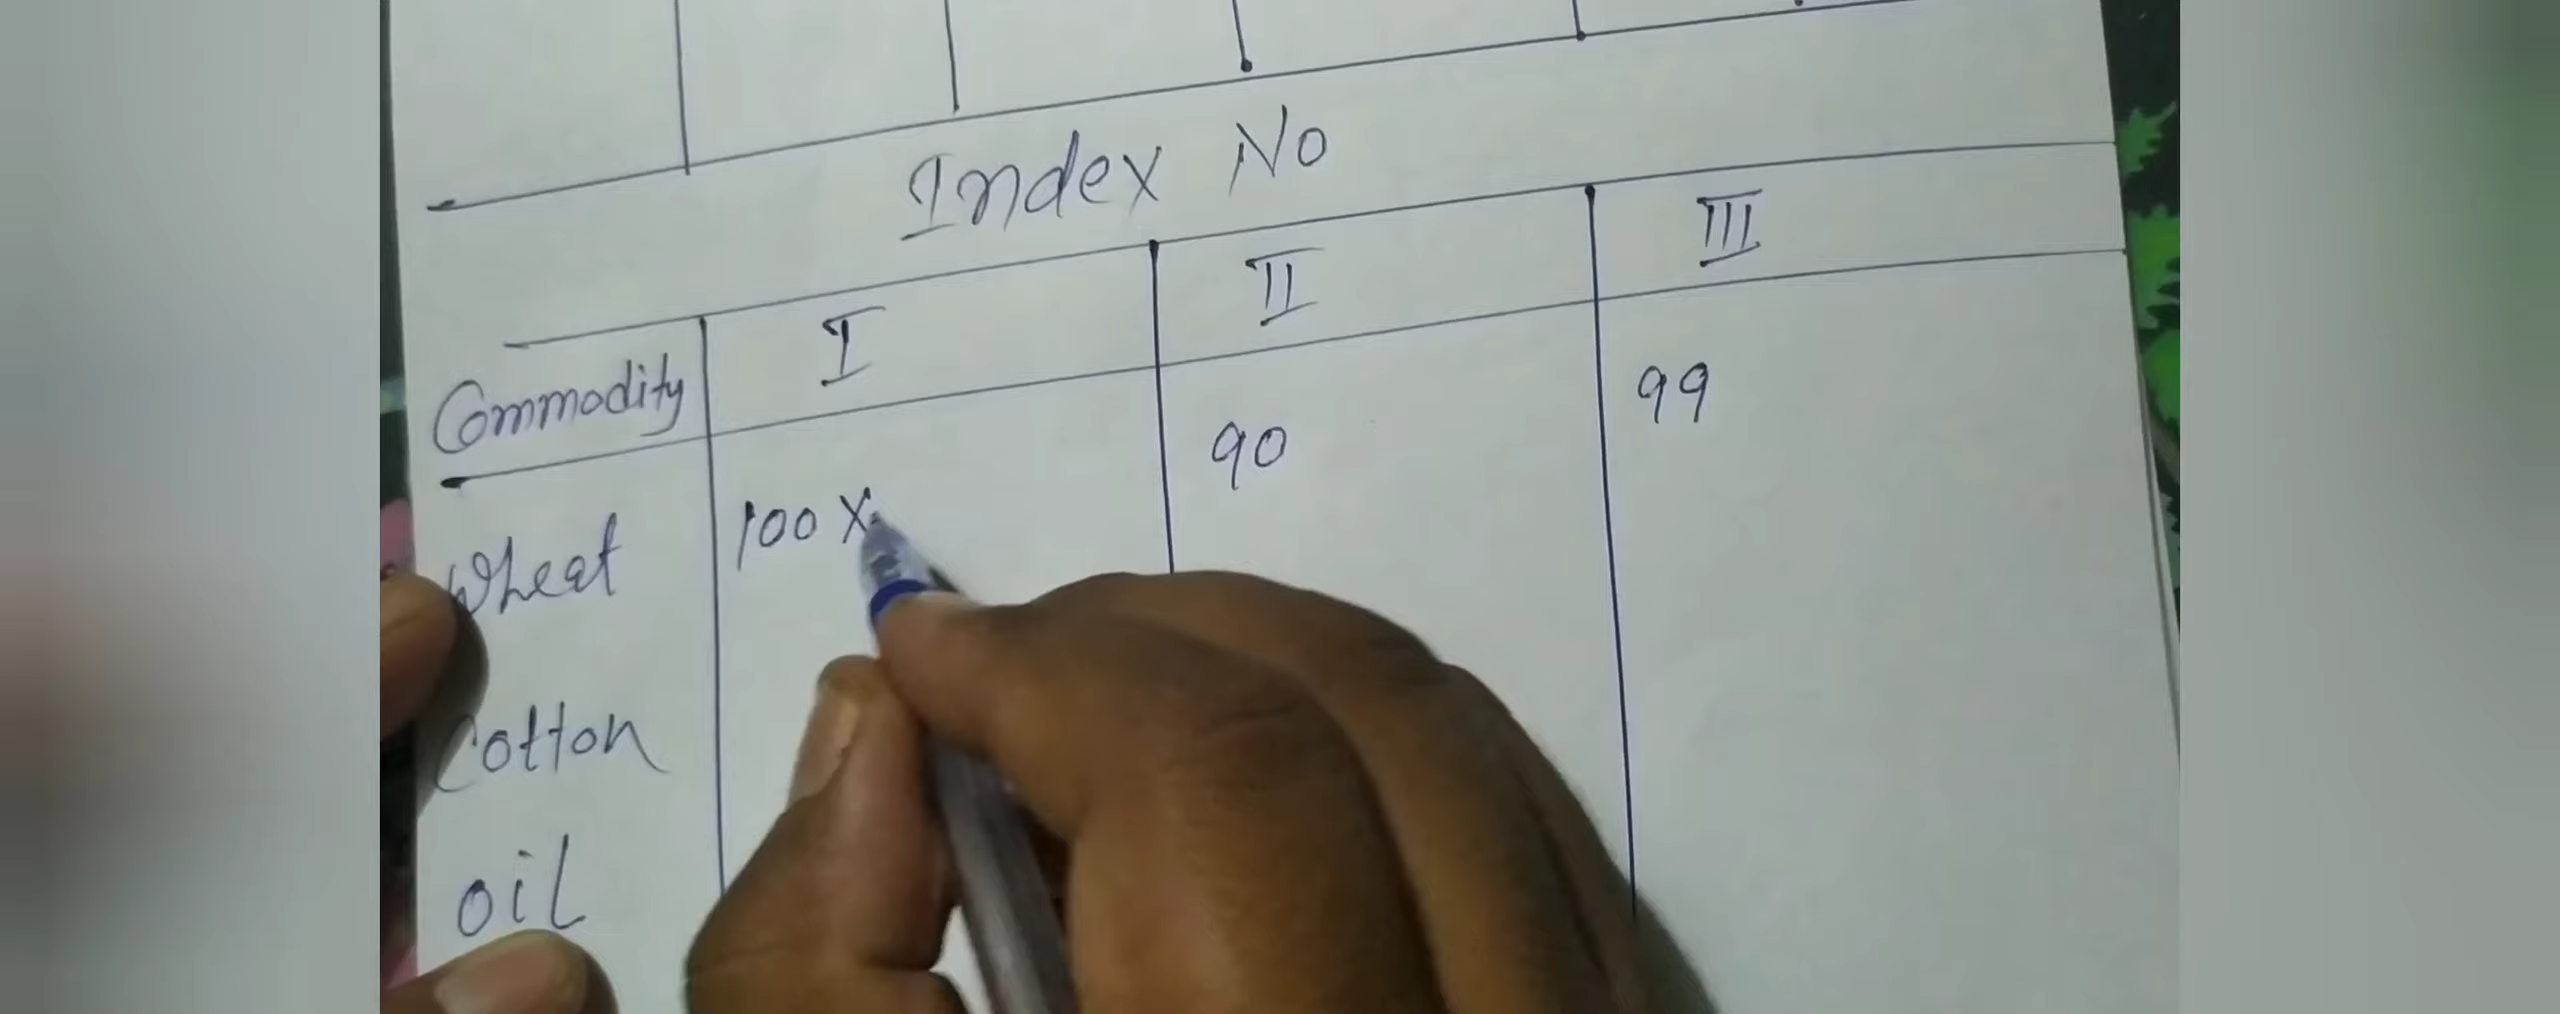 Index No
Commodity I II III
Wheat 100 X 90 99
Cotton
oil